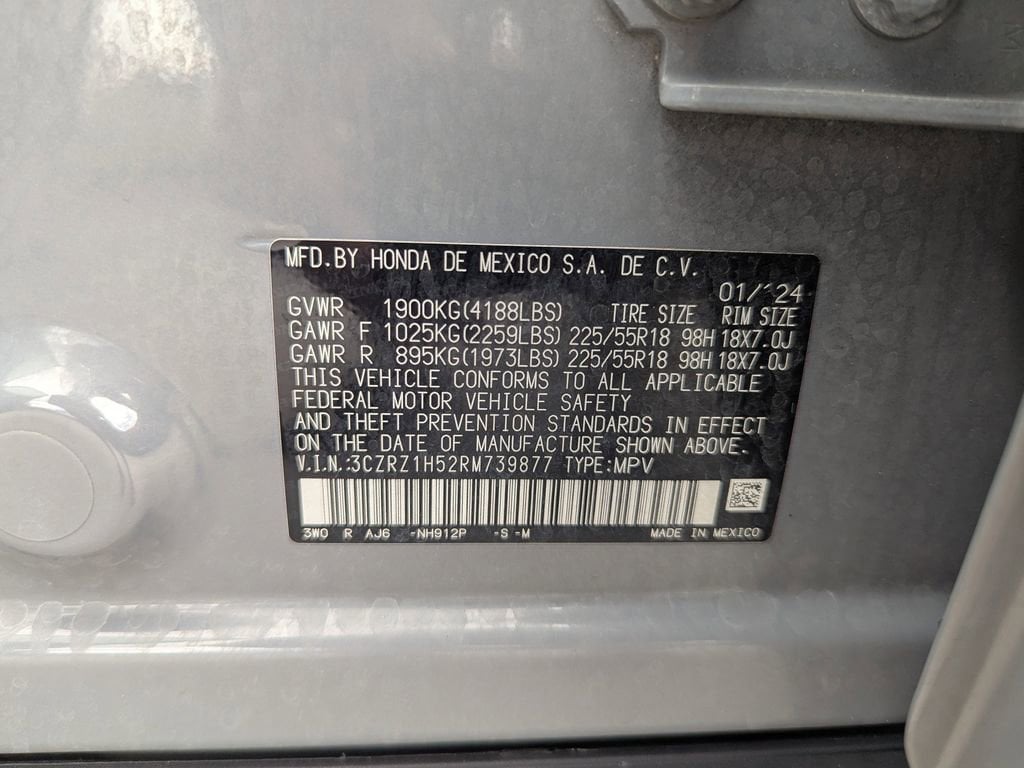 MFD.BY HONDA DE MEXICO S.A. DE C.V.
01/'24
GVWR 1900KG(4188LBS) TIRE SIZE RIM SIZE
GAWR F 1025KG(2259LBS) 225/55R18 98H 18X7.0J
GAWR R 895KG(1973LBS) 225/55R18 98H 18X7.0J
THIS VEHICLE CONFORMS TO ALL APPLICABLE
FEDERAL MOTOR VEHICLE SAFETY
AND THEFT PREVENTION STANDARDS IN EFFECT
ON THE DATE OF MANUFACTURE SHOWN ABOVE.
V.I.N.:3CZRZ1H52RM739877 TYPE:MPV
3W0 R AJ6 -NH912P -S -M MADE IN MEXICO